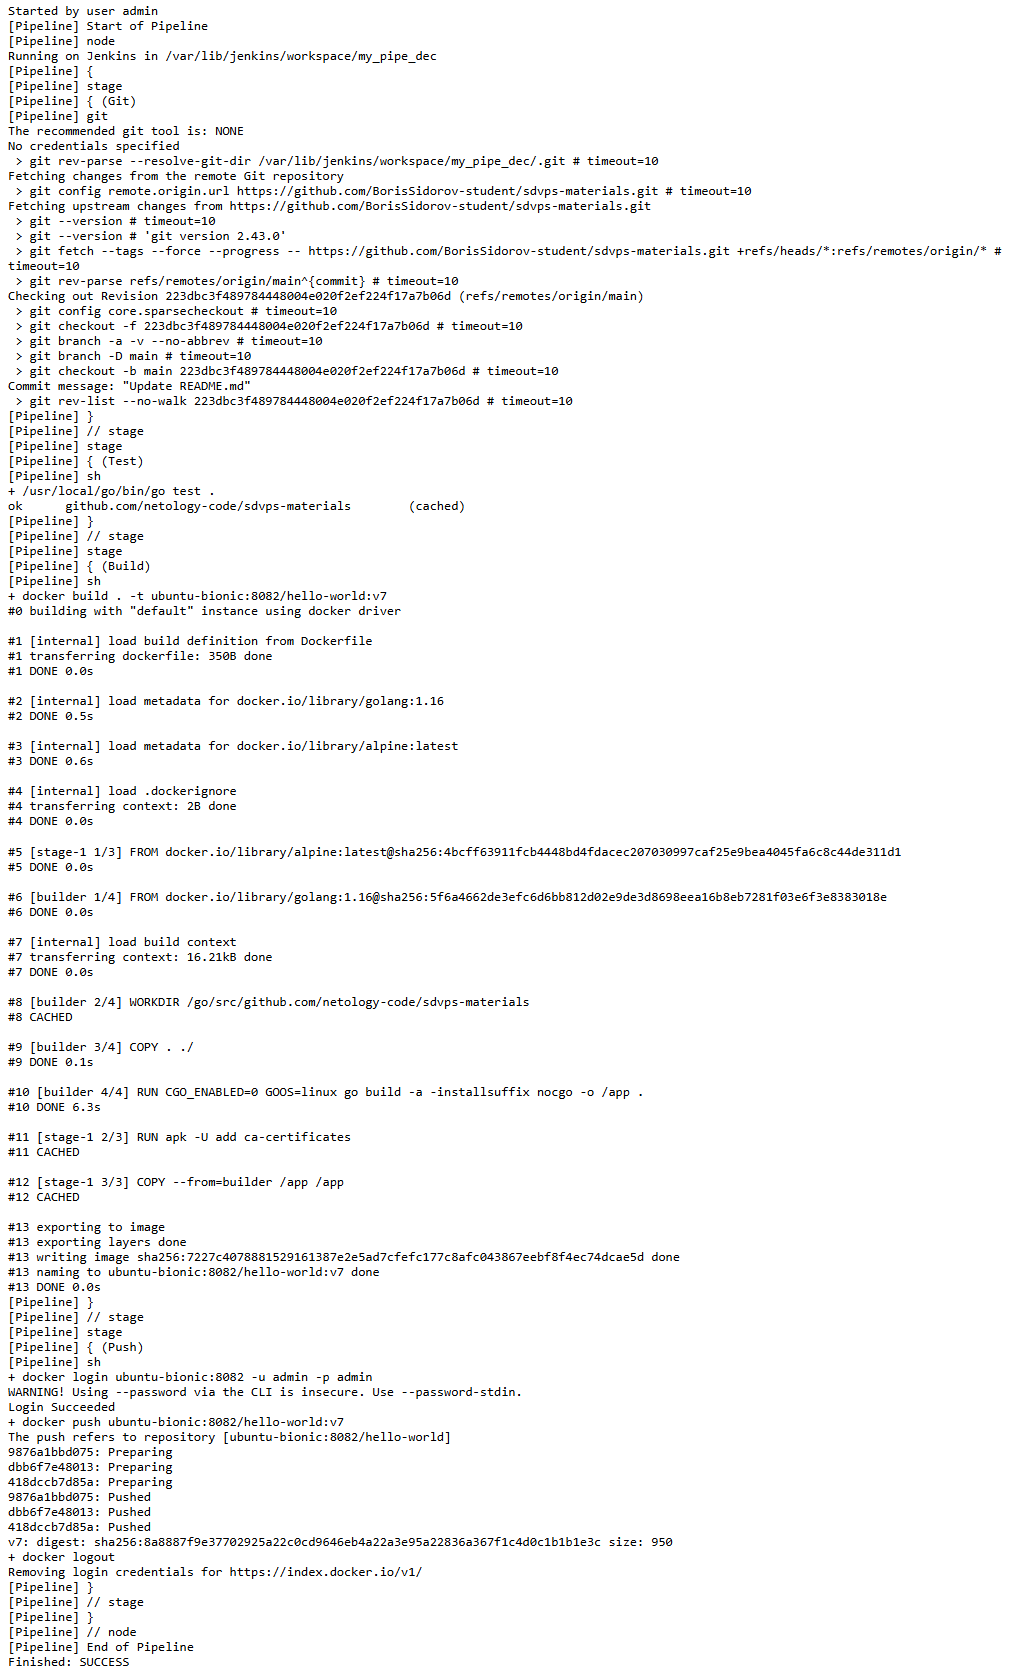 Started by user admin
[Pipeline] Start of Pipeline
[Pipeline] node
Running on Jenkins in /var/lib/jenkins/workspace/my_pipe_dec
[Pipeline] {
[Pipeline] stage
[Pipeline] { (Git)
[Pipeline] git
The recommended git tool is: NONE
No credentials specified
 > git rev-parse --resolve-git-dir /var/lib/jenkins/workspace/my_pipe_dec/.git # timeout=10
Fetching changes from the remote Git repository
 > git config remote.origin.url https://github.com/BorisSidorov-student/sdvps-materials.git # timeout=10
Fetching upstream changes from https://github.com/BorisSidorov-student/sdvps-materials.git
 > git --version # timeout=10
 > git --version # 'git version 2.43.0'
 > git fetch --tags --force --progress -- https://github.com/BorisSidorov-student/sdvps-materials.git +refs/heads/*:refs/remotes/origin/* #
timeout=10
 > git rev-parse refs/remotes/origin/main^{commit} # timeout=10
Checking out Revision 223dbc3f489784448004e020f2ef224f17a7b06d (refs/remotes/origin/main)
 > git config core.sparsecheckout # timeout=10
 > git checkout -f 223dbc3f489784448004e020f2ef224f17a7b06d # timeout=10
 > git branch -a -v --no-abbrev # timeout=10
 > git branch -D main # timeout=10
 > git checkout -b main 223dbc3f489784448004e020f2ef224f17a7b06d # timeout=10
Commit message: "Update README.md"
 > git rev-list --no-walk 223dbc3f489784448004e020f2ef224f17a7b06d # timeout=10
[Pipeline] }
[Pipeline] // stage
[Pipeline] stage
[Pipeline] { (Test)
[Pipeline] sh
+ /usr/local/go/bin/go test .
ok      github.com/netology-code/sdvps-materials        (cached)
[Pipeline] }
[Pipeline] // stage
[Pipeline] stage
[Pipeline] { (Build)
[Pipeline] sh
+ docker build . -t ubuntu-bionic:8082/hello-world:v7
#0 building with "default" instance using docker driver

#1 [internal] load build definition from Dockerfile
#1 transferring dockerfile: 350B done
#1 DONE 0.0s

#2 [internal] load metadata for docker.io/library/golang:1.16
#2 DONE 0.5s

#3 [internal] load metadata for docker.io/library/alpine:latest
#3 DONE 0.6s

#4 [internal] load .dockerignore
#4 transferring context: 2B done
#4 DONE 0.0s

#5 [stage-1 1/3] FROM docker.io/library/alpine:latest@sha256:4bcff63911fcb4448bd4fdacec207030997caf25e9bea4045fa6c8c44de311d1
#5 DONE 0.0s

#6 [builder 1/4] FROM docker.io/library/golang:1.16@sha256:5f6a4662de3efc6d6bb812d02e9de3d8698eea16b8eb7281f03e6f3e8383018e
#6 DONE 0.0s

#7 [internal] load build context
#7 transferring context: 16.21kB done
#7 DONE 0.0s

#8 [builder 2/4] WORKDIR /go/src/github.com/netology-code/sdvps-materials
#8 CACHED

#9 [builder 3/4] COPY . ./
#9 DONE 0.1s

#10 [builder 4/4] RUN CGO_ENABLED=0 GOOS=linux go build -a -installsuffix nocgo -o /app .
#10 DONE 6.3s

#11 [stage-1 2/3] RUN apk -U add ca-certificates
#11 CACHED

#12 [stage-1 3/3] COPY --from=builder /app /app
#12 CACHED

#13 exporting to image
#13 exporting layers done
#13 writing image sha256:7227c4078881529161387e2e5ad7cfefc177c8afc043867eebf8f4ec74dcae5d done
#13 naming to ubuntu-bionic:8082/hello-world:v7 done
#13 DONE 0.0s
[Pipeline] }
[Pipeline] // stage
[Pipeline] stage
[Pipeline] { (Push)
[Pipeline] sh
+ docker login ubuntu-bionic:8082 -u admin -p admin
WARNING! Using --password via the CLI is insecure. Use --password-stdin.
Login Succeeded
+ docker push ubuntu-bionic:8082/hello-world:v7
The push refers to repository [ubuntu-bionic:8082/hello-world]
9876a1bbd075: Preparing
dbb6f7e48013: Preparing
418dccb7d85a: Preparing
9876a1bbd075: Pushed
dbb6f7e48013: Pushed
418dccb7d85a: Pushed
v7: digest: sha256:8a8887f9e37702925a22c0cd9646eb4a22a3e95a22836a367f1c4d0c1b1b1e3c size: 950
+ docker logout
Removing login credentials for https://index.docker.io/v1/
[Pipeline] }
[Pipeline] // stage
[Pipeline] }
[Pipeline] // node
[Pipeline] End of Pipeline
Finished: SUCCESS